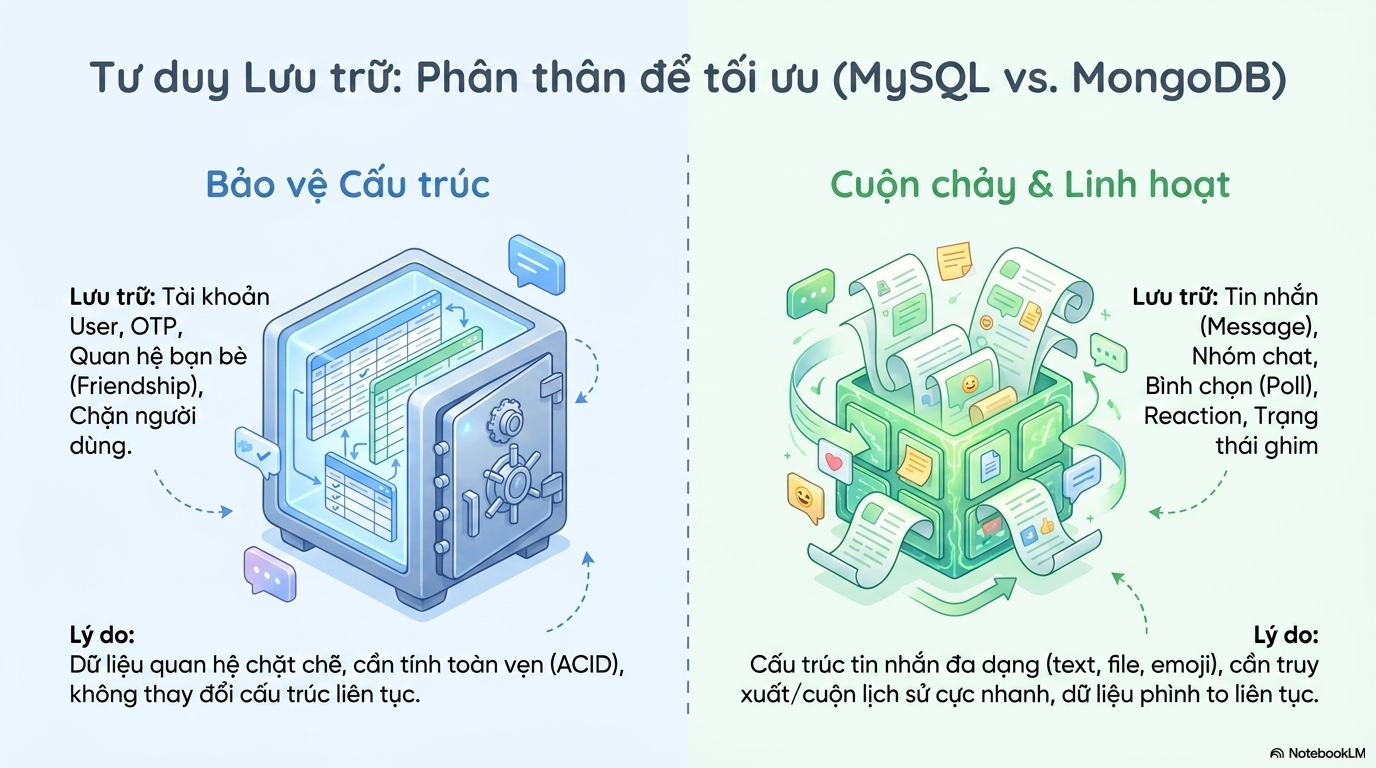 Tư duy Lưu trữ: Phân thân để tối ưu (MySQL vs. MongoDB)
Bảo vệ Cấu trúc
Lưu trữ: Tài khoản
User, OTP,
Quan hệ bạn bè
(Friendship),
Chặn người
dùng.
Lý do:
Dữ liệu quan hệ chặt chẽ, cần tính toàn vẹn (ACID),
không thay đổi cấu trúc liên tục.
Cuộn chảy & Linh hoạt
Lưu trữ: Tin nhắn
(Message),
Nhóm chat,
Bình chọn (Poll),
Reaction, Trạng
thái ghim
Lý do:
Cấu trúc tin nhắn đa dạng (text, file, emoji), cần truy
xuất/cuộn lịch sử cực nhanh, dữ liệu phình to liên tục.
NotebookLM